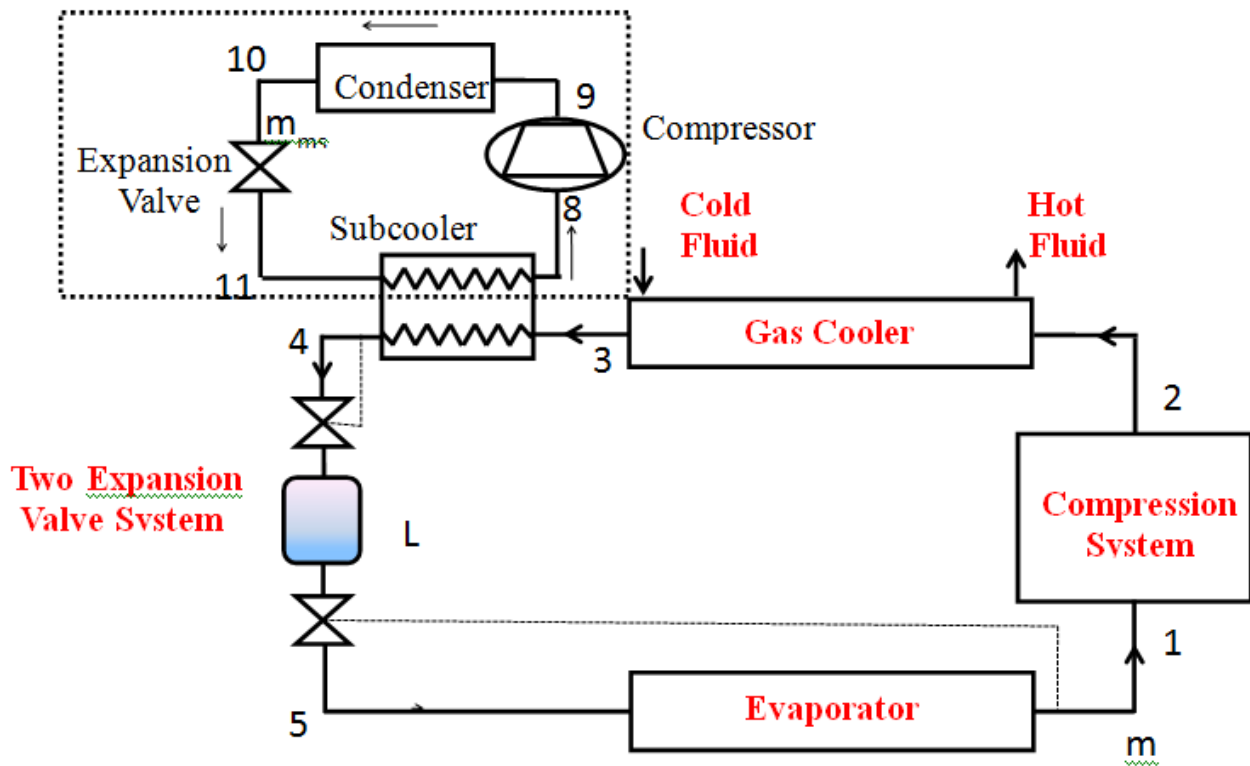 10
Condenser
9
Compressor
m
ms
Expansion
Valve
8
Subcooler
11
Cold
Fluid
Hot
Fluid
Gas Cooler
4
3
2
Two Expansion
Valve System
L
Compression
System
1
5
Evaporator
m